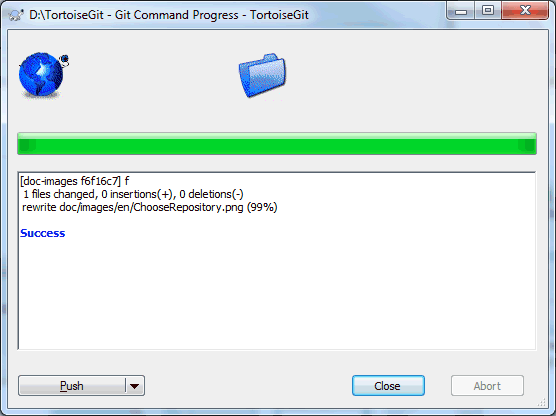 D:\TortoiseGit - Git Command Progress - TortoiseGit
[doc-images f6f16c7] f
1 files changed, 0 insertions(+), 0 deletions(-)
rewrite doc/images/en/ChooseRepository.png (99%)
Success
Push
Close
Abort